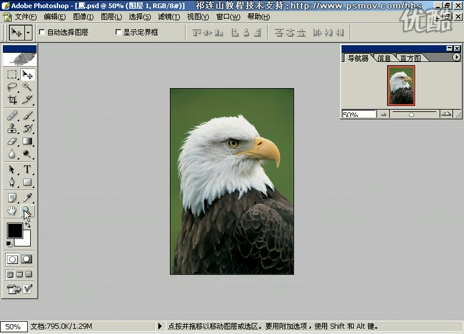 Adobe Photoshop - [鹰.psd @ 50% (图层 1, RGB/8#)]
祁连山教程技术支持:http://www.psmov.com/bbs
优酷
文件(F) 编辑(E) 图像(I) 图层(L) 选择(S) 滤镜(T) 视图(V) 窗口(W) 帮助(H)
自动选择图层 显示定界框
导航器 信息 直方图
50%
T
50% 文档:795.0K/1.29M 点按并拖移以移动图层或选区。要用附加选项，使用 Shift 和 Alt 键。